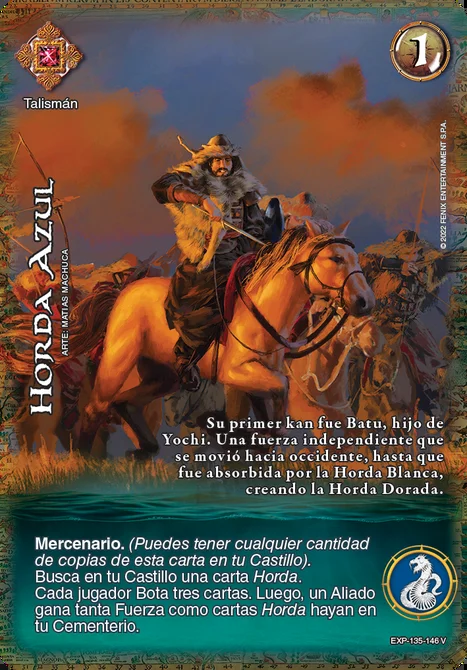 1
Talismán
HORDA AZUL
ARTE: MATIAS MACHUCA
© 2022 FENIX ENTERTAINMENT S.P.A.
Su primer kan fue Batu, hijo de
Yochi. Una fuerza independiente que
se movió hacia occidente, hasta que
fue absorbida por la Horda Blanca,
creando la Horda Dorada.
Mercenario. (Puedes tener cualquier cantidad
de copias de esta carta en tu Castillo).
Busca en tu Castillo una carta Horda.
Cada jugador Bota tres cartas. Luego, un Aliado
gana tanta Fuerza como cartas Horda hayan en
tu Cementerio.
EXP-135-146 V